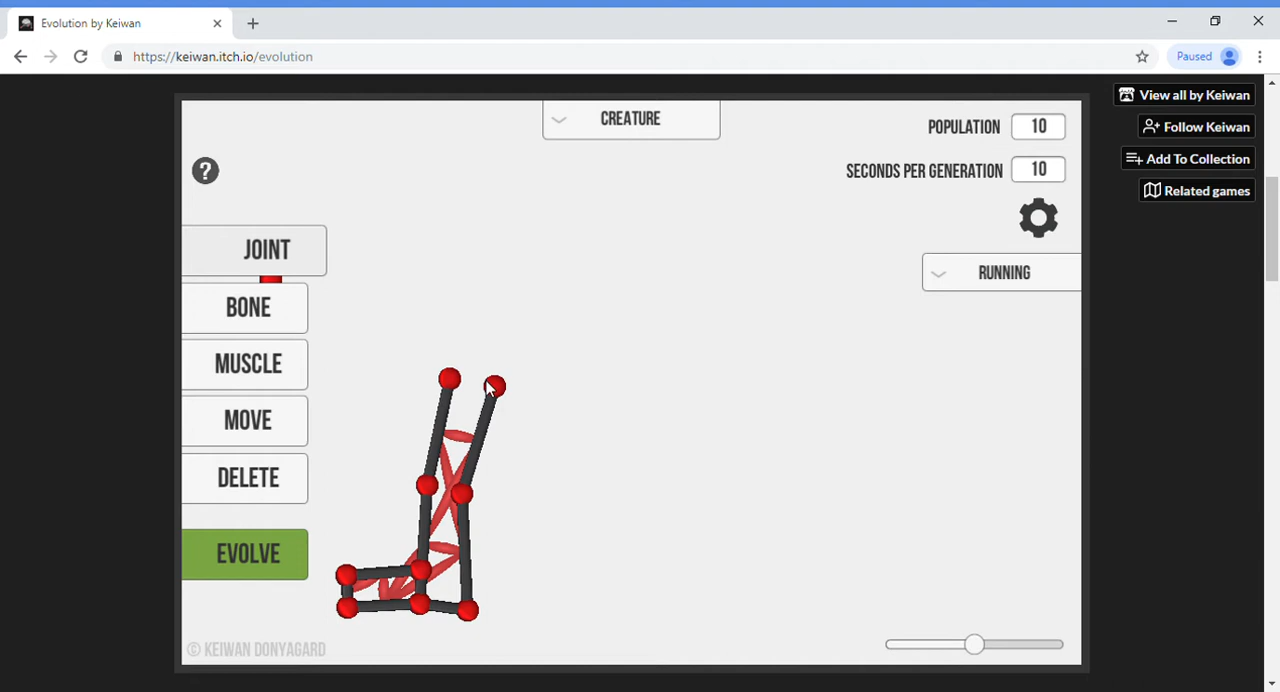 Evolution by Keiwan
https://keiwan.itch.io/evolution
Paused
View all by Keiwan
Follow Keiwan
Add To Collection
Related games
CREATURE
POPULATION 10
SECONDS PER GENERATION 10
?
RUNNING
JOINT
BONE
MUSCLE
MOVE
DELETE
EVOLVE
© KEIWAN DONYAGARD